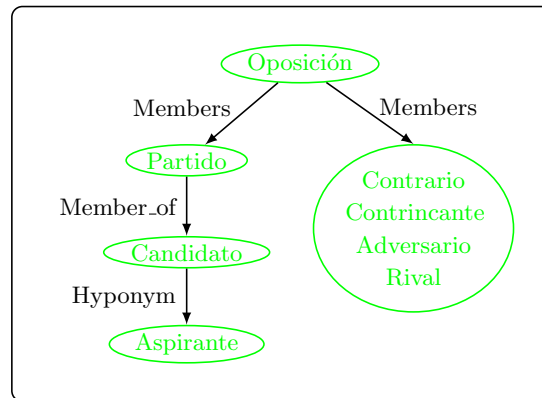 Oposición
Members
Members
Partido
Contrario
Contrincante
Adversario
Rival
Member_of
Candidato
Hyponym
Aspirante